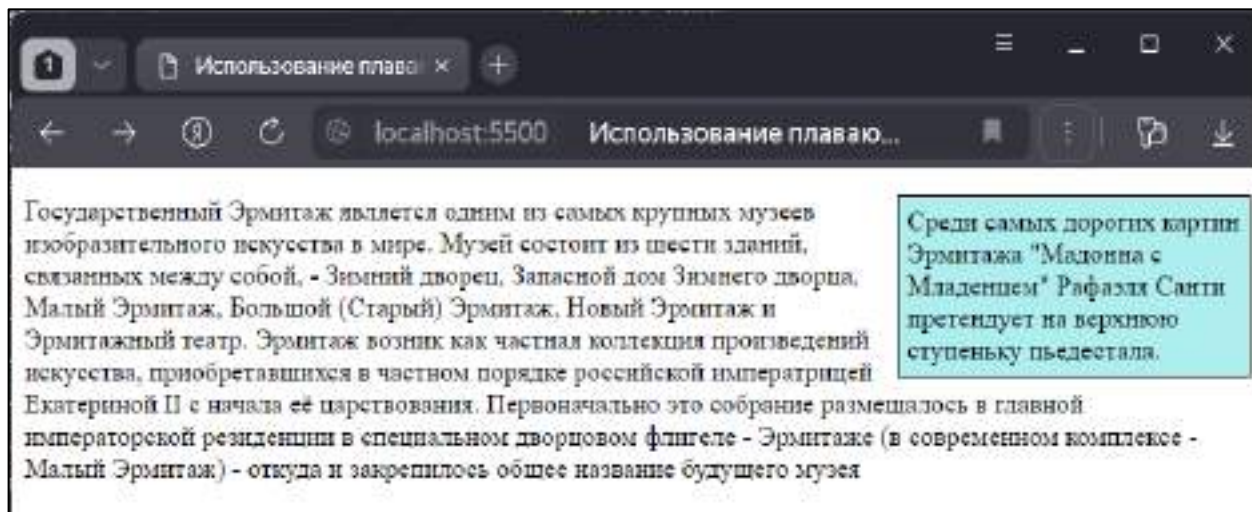 1
Использование плава
localhost:5500 Использование плаваю...
Государственный Эрмитаж является одним из самых крупных музеев
изобразительного искусства в мире. Музей состоит из шести зданий,
связанных между собой, - Зимний дворец, Запасной дом Зимнего дворца,
Малый Эрмитаж, Большой (Старый) Эрмитаж, Новый Эрмитаж и
Эрмитажный театр. Эрмитаж возник как частная коллекция произведений
искусства, приобретавшихся в частном порядке российской императрицей
Екатериной II с начала её царствования. Первоначально это собрание размещалось в главной
императорской резиденции в специальном дворцовом флигеле - Эрмитаже (в современном комплексе -
Малый Эрмитаж) - откуда и закрепилось общее название будущего музея
Среди самых дорогих картин
Эрмитажа "Мадонна с
Младенцем" Рафаэля Санти
претендует на верхнюю
ступеньку пьедестала.